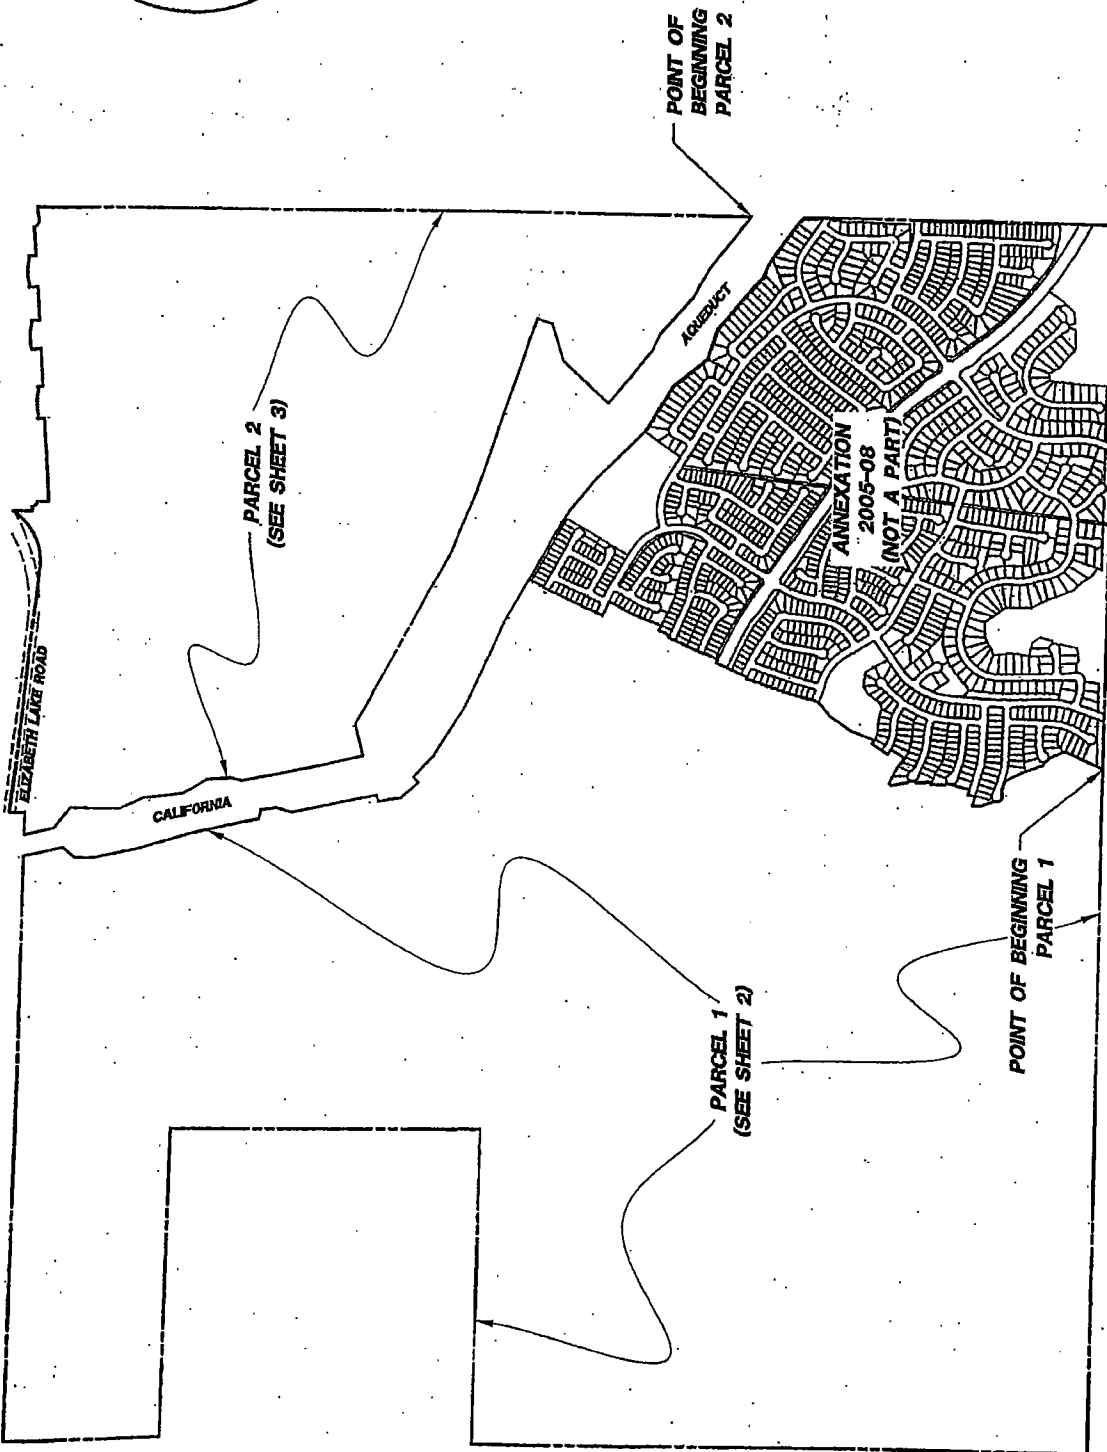 POINT OF
BEGINNING
PARCEL 2
ELIZABETH LAKE ROAD
PARCEL 2
(SEE SHEET 3)
AQUEDUCT
CALIFORNIA
ANNEXATION
2005-08
(NOT A PART)
PARCEL 1
(SEE SHEET 2)
POINT OF BEGINNING
PARCEL 1